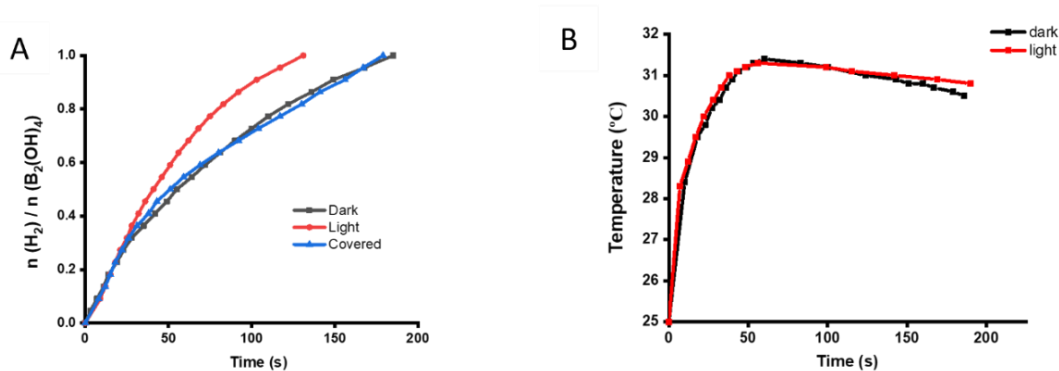 A
n (H₂) / n (B₂(OH)₄)
1.0
0.8
0.6
0.4
0.2
0.0
0
50
100
150
200
Time (s)
Dark
Light
Covered
B
Temperature (°C)
32
31
30
29
28
27
26
25
0
50
100
150
200
Time (s)
dark
light